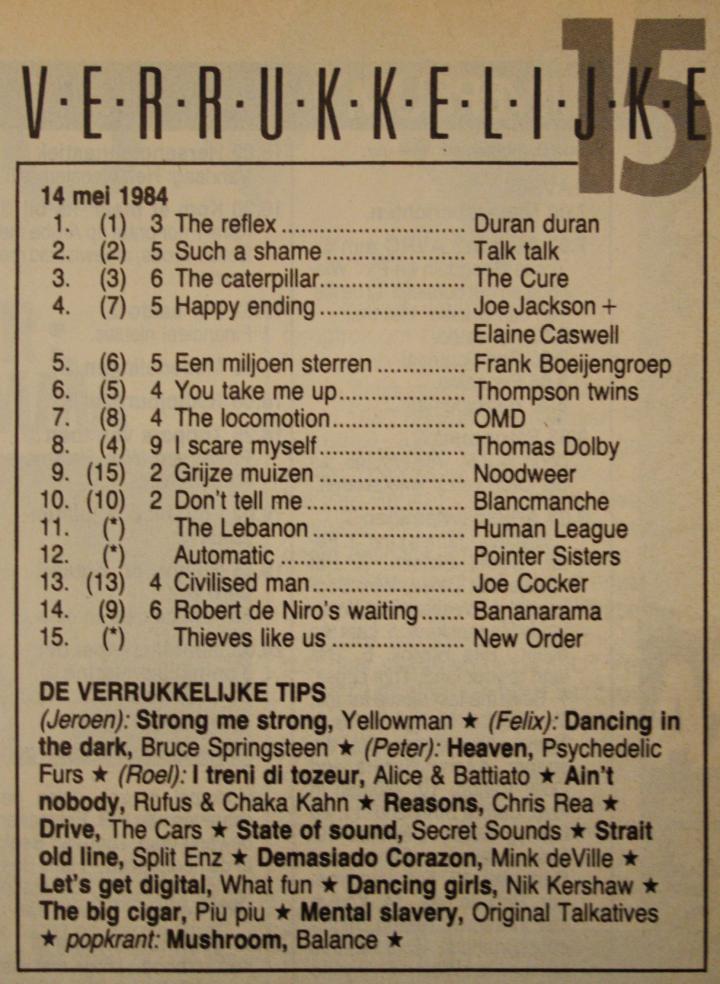 15
V·E·R·R·U·K·K·E·L·I·J·K·E
14 mei 1984
1. (1) 3 The reflex ........................... Duran duran
2. (2) 5 Such a shame .................... Talk talk
3. (3) 6 The caterpillar..................... The Cure
4. (7) 5 Happy ending ..................... Joe Jackson +
Elaine Caswell
5. (6) 5 Een miljoen sterren ............. Frank Boeijengroep
6. (5) 4 You take me up................... Thompson twins
7. (8) 4 The locomotion.................... OMD
8. (4) 9 I scare myself...................... Thomas Dolby
9. (15) 2 Grijze muizen ...................... Noodweer
10. (10) 2 Don't tell me ....................... Blancmanche
11. (*) The Lebanon ...................... Human League
12. (*) Automatic ........................... Pointer Sisters
13. (13) 4 Civilised man...................... Joe Cocker
14. (9) 6 Robert de Niro's waiting....... Bananarama
15. (*) Thieves like us .................... New Order
DE VERRUKKELIJKE TIPS
(Jeroen): Strong me strong, Yellowman ★ (Felix): Dancing in
the dark, Bruce Springsteen ★ (Peter): Heaven, Psychedelic
Furs ★ (Roel): I treni di tozeur, Alice & Battiato ★ Ain't
nobody, Rufus & Chaka Kahn ★ Reasons, Chris Rea ★
Drive, The Cars ★ State of sound, Secret Sounds ★ Strait
old line, Split Enz ★ Demasiado Corazon, Mink deVille ★
Let's get digital, What fun ★ Dancing girls, Nik Kershaw ★
The big cigar, Piu piu ★ Mental slavery, Original Talkatives
★ popkrant: Mushroom, Balance ★